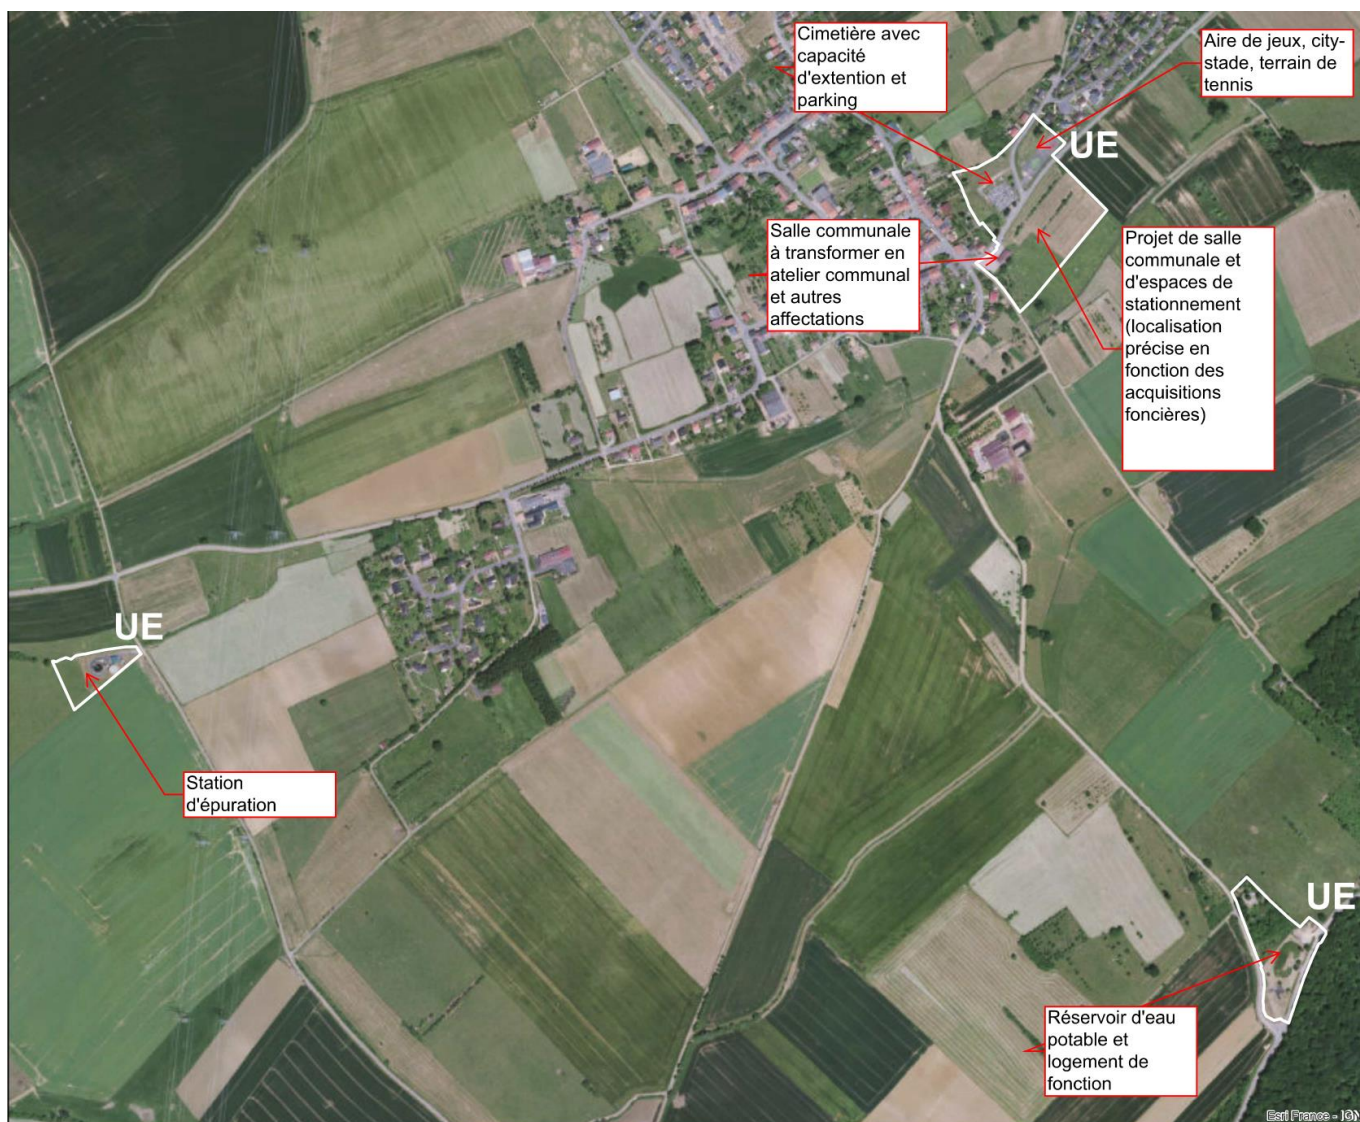 Cimetière avec
capacité
d'extention et
parking
Aire de jeux, city-
stade, terrain de
tennis
UE
Salle communale
à transformer en
atelier communal
et autres
affectations
Projet de salle
communale et
d'espaces de
stationnement
(localisation
précise en
fonction des
acquisitions
foncières)
UE
Station
d'épuration
UE
Réservoir d'eau
potable et
logement de
fonction
Esri France - IGN